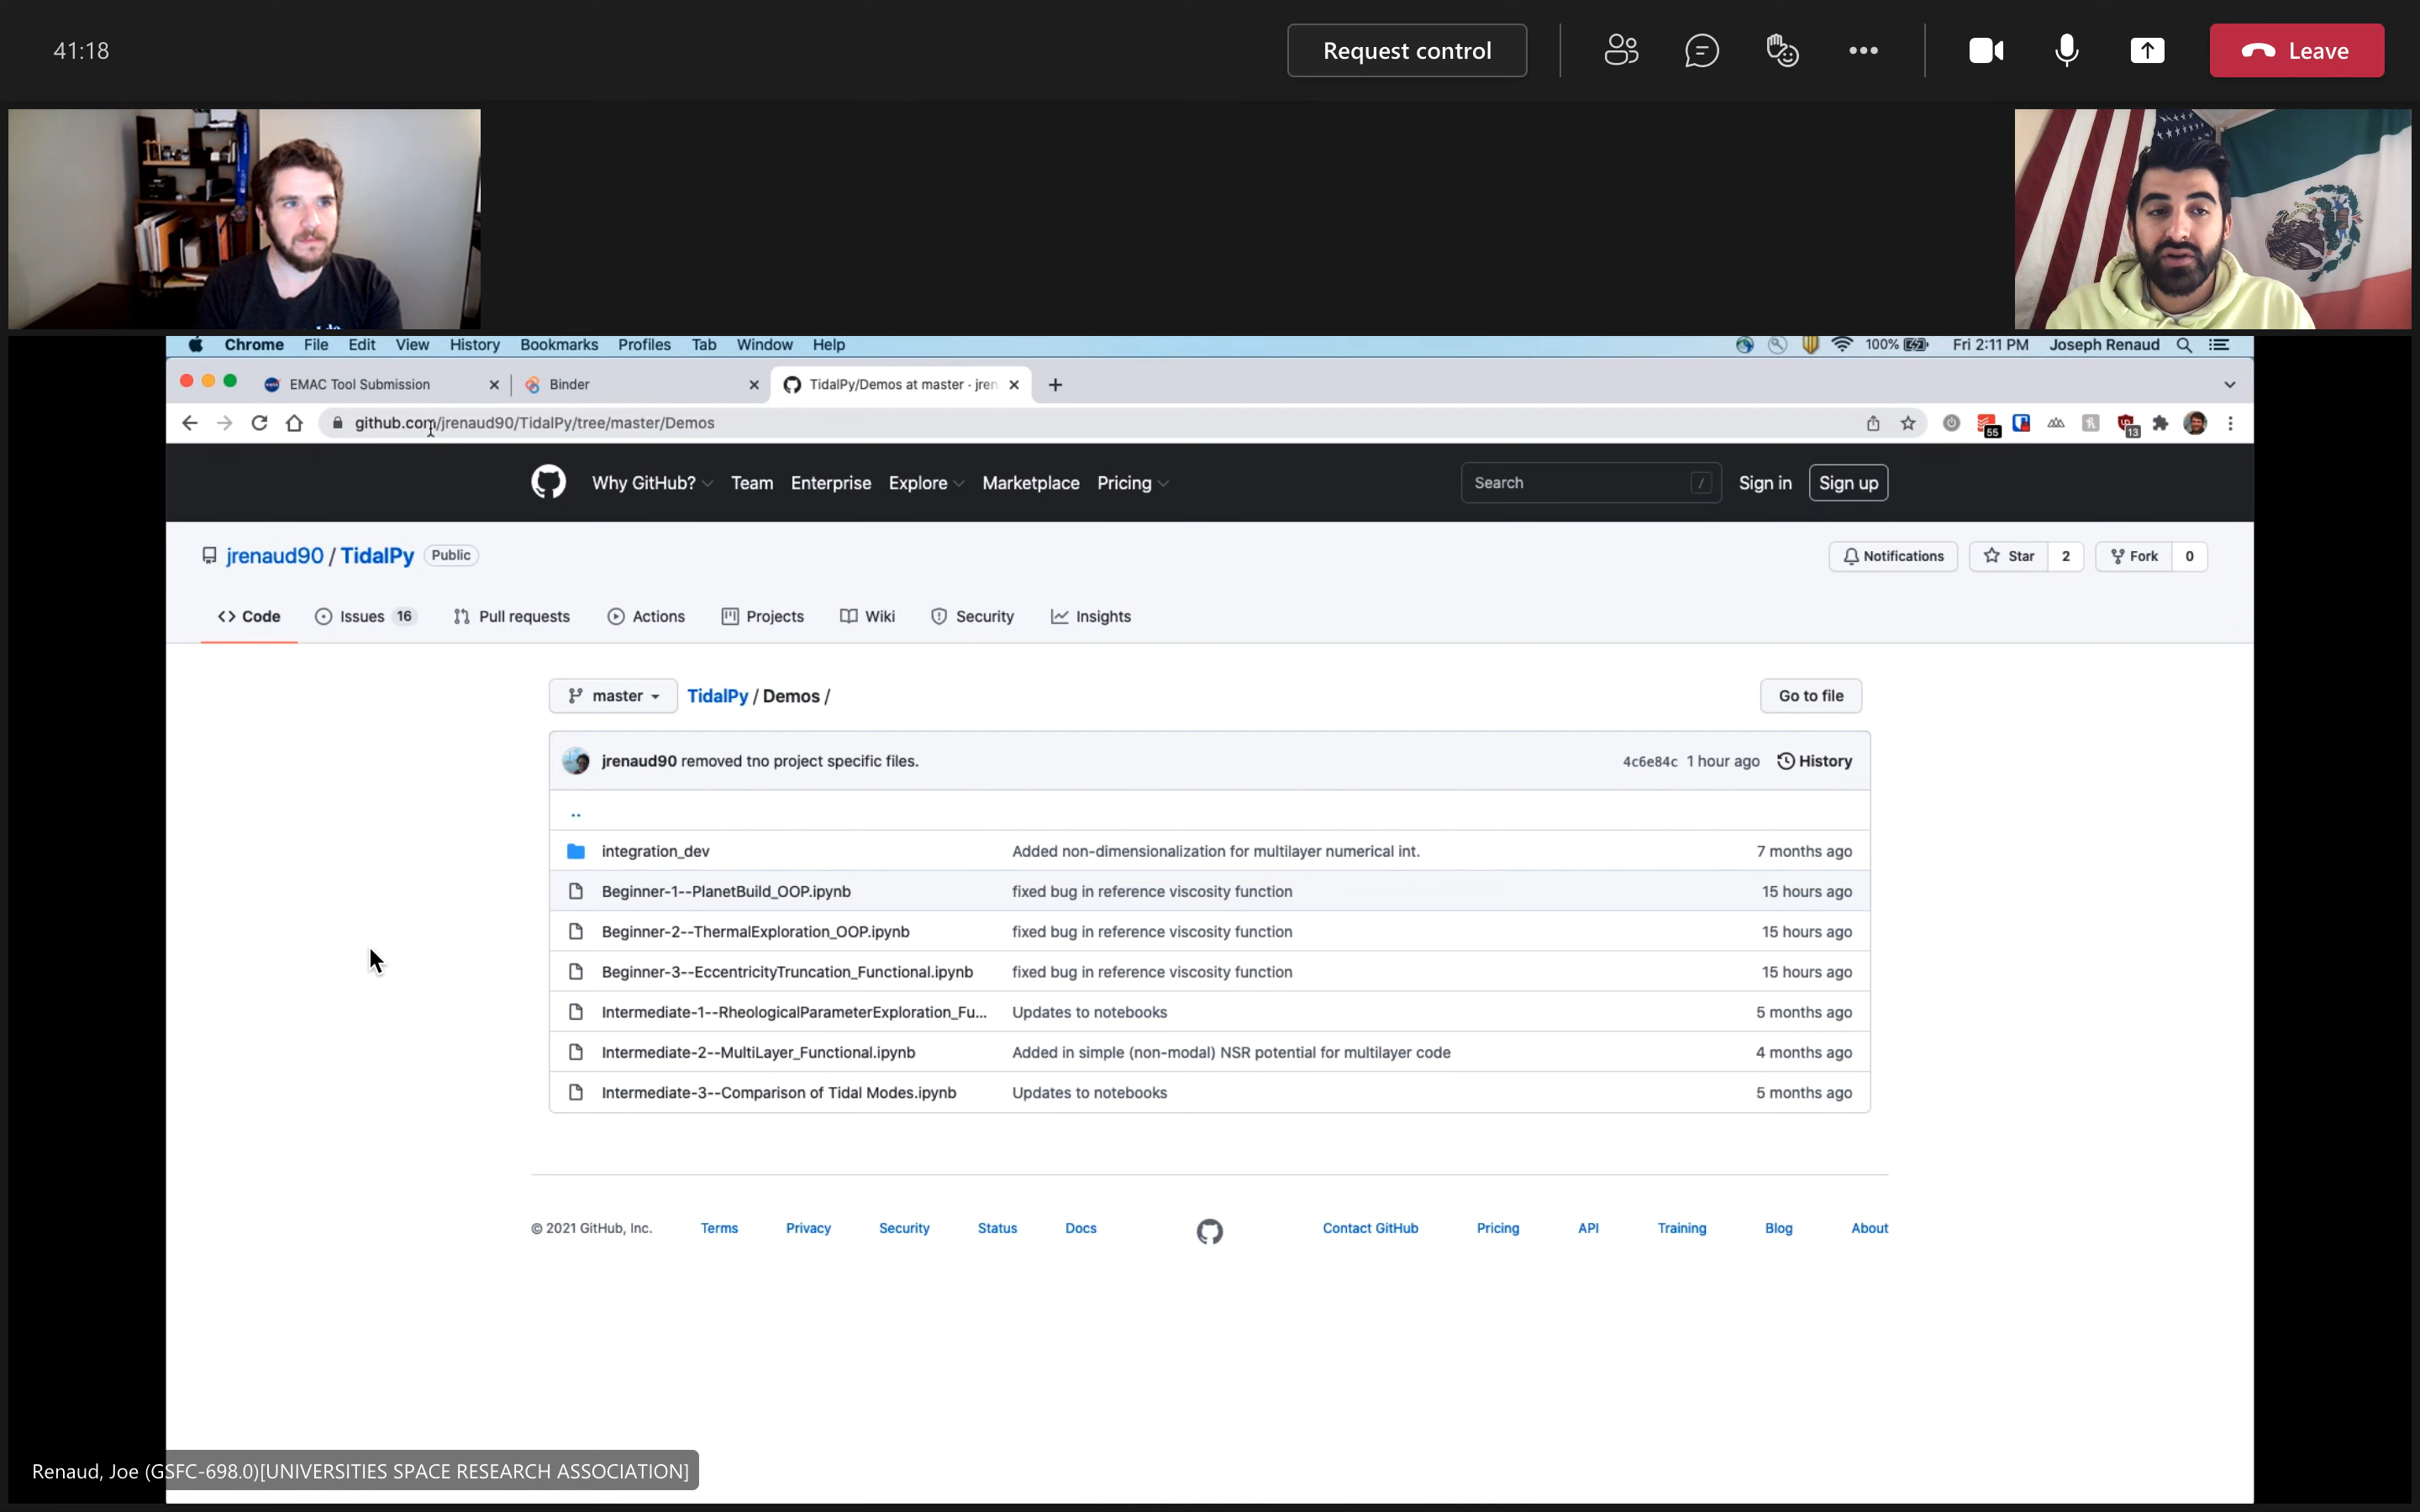 41:18 Request control Leave
Chrome File Edit View History Bookmarks Profiles Tab Window Help 100% Fri 2:11 PM Joseph Renaud
EMAC Tool Submission Binder TidalPy/Demos at master · jren
github.com/jrenaud90/TidalPy/tree/master/Demos 55 13
Why GitHub? Team Enterprise Explore Marketplace Pricing Search / Sign in Sign up
jrenaud90 / TidalPy Public Notifications Star 2 Fork 0
Code Issues 16 Pull requests Actions Projects Wiki Security Insights
master TidalPy / Demos / Go to file
jrenaud90 removed tno project specific files. 4c6e84c 1 hour ago History
..
integration_dev Added non-dimensionalization for multilayer numerical int. 7 months ago
Beginner-1--PlanetBuild_OOP.ipynb fixed bug in reference viscosity function 15 hours ago
Beginner-2--ThermalExploration_OOP.ipynb fixed bug in reference viscosity function 15 hours ago
Beginner-3--EccentricityTruncation_Functional.ipynb fixed bug in reference viscosity function 15 hours ago
Intermediate-1--RheologicalParameterExploration_Fu... Updates to notebooks 5 months ago
Intermediate-2--MultiLayer_Functional.ipynb Added in simple (non-modal) NSR potential for multilayer code 4 months ago
Intermediate-3--Comparison of Tidal Modes.ipynb Updates to notebooks 5 months ago
© 2021 GitHub, Inc. Terms Privacy Security Status Docs Contact GitHub Pricing API Training Blog About
Renaud, Joe (GSFC-698.0)[UNIVERSITIES SPACE RESEARCH ASSOCIATION]